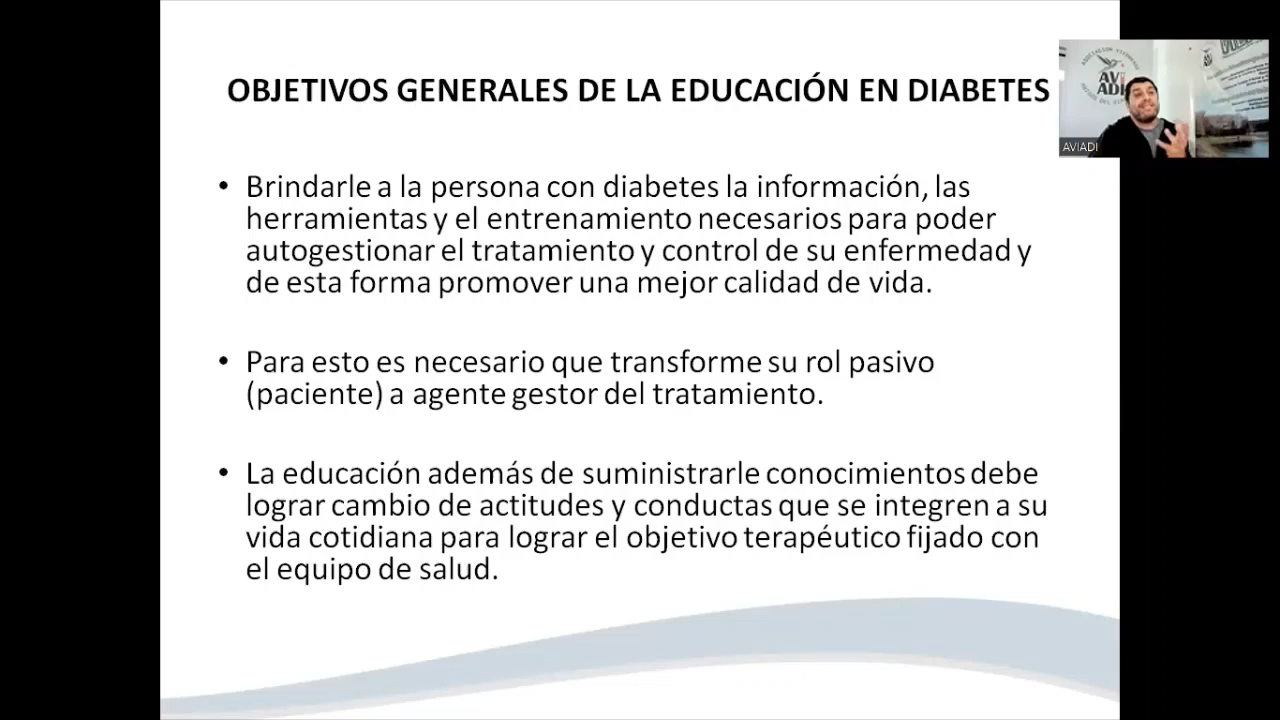 OBJETIVOS GENERALES DE LA EDUCACIÓN EN DIABETES
• Brindarle a la persona con diabetes la información, las
herramientas y el entrenamiento necesarios para poder
autogestionar el tratamiento y control de su enfermedad y
de esta forma promover una mejor calidad de vida.
• Para esto es necesario que transforme su rol pasivo
(paciente) a agente gestor del tratamiento.
• La educación además de suministrarle conocimientos debe
lograr cambio de actitudes y conductas que se integren a su
vida cotidiana para lograr el objetivo terapéutico fijado con
el equipo de salud.
AVIADI